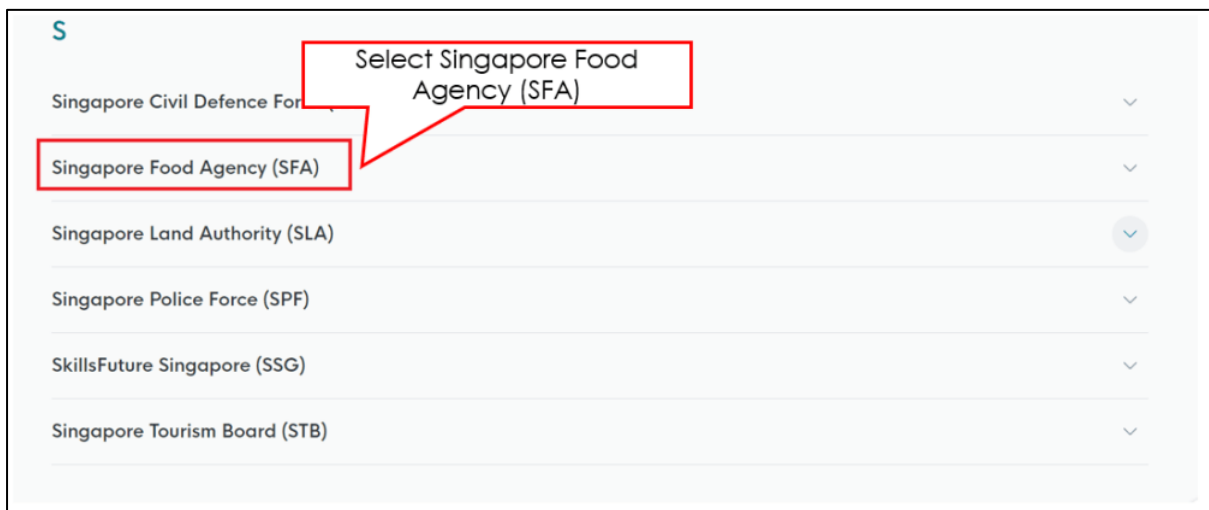 S
Select Singapore Food
Agency (SFA)
Singapore Civil Defence
Singapore Food Agency (SFA)
Singapore Land Authority (SLA)
Singapore Police Force (SPF)
SkillsFuture Singapore (SSG)
Singapore Tourism Board (STB)